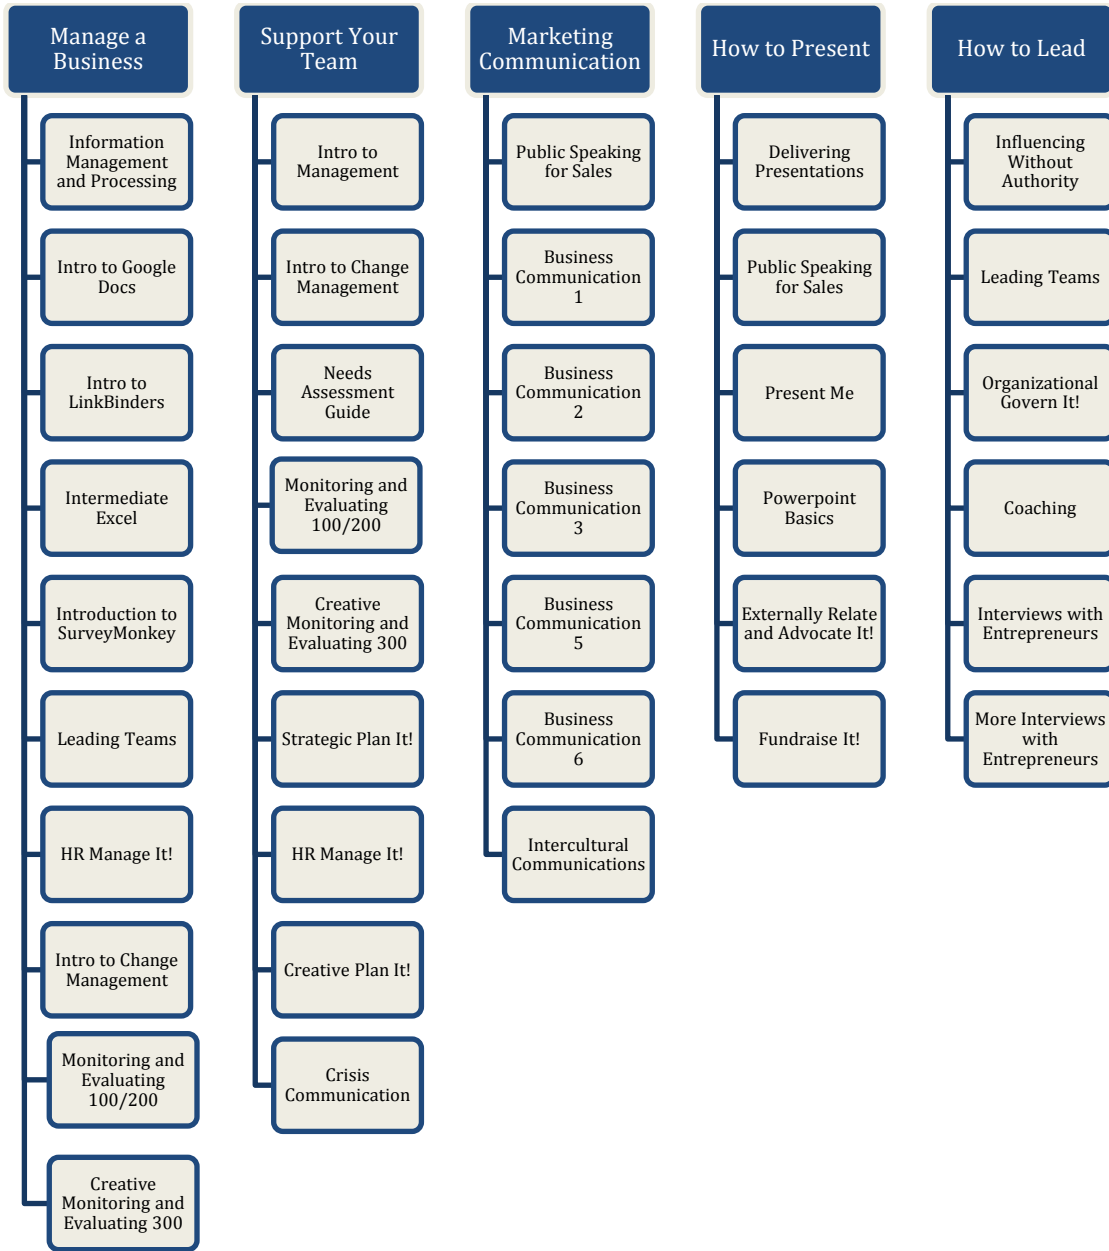 Manage a
Business
Information
Management
and Processing
Intro to Google
Docs
Intro to
LinkBinders
Intermediate
Excel
Introduction to
SurveyMonkey
Leading Teams
HR Manage It!
Intro to Change
Management
Monitoring and
Evaluating
100/200
Creative
Monitoring and
Evaluating 300
Support Your
Team
Intro to
Management
Intro to Change
Management
Needs
Assessment
Guide
Monitoring and
Evaluating
100/200
Creative
Monitoring and
Evaluating 300
Strategic Plan It!
HR Manage It!
Creative Plan It!
Crisis
Communication
Marketing
Communication
Public Speaking
for Sales
Business
Communication
1
Business
Communication
2
Business
Communication
3
Business
Communication
5
Business
Communication
6
Intercultural
Communications
How to Present
Delivering
Presentations
Public Speaking
for Sales
Present Me
Powerpoint
Basics
Externally Relate
and Advocate It!
Fundraise It!
How to Lead
Influencing
Without
Authority
Leading Teams
Organizational
Govern It!
Coaching
Interviews with
Entrepreneurs
More Interviews
with
Entrepreneurs